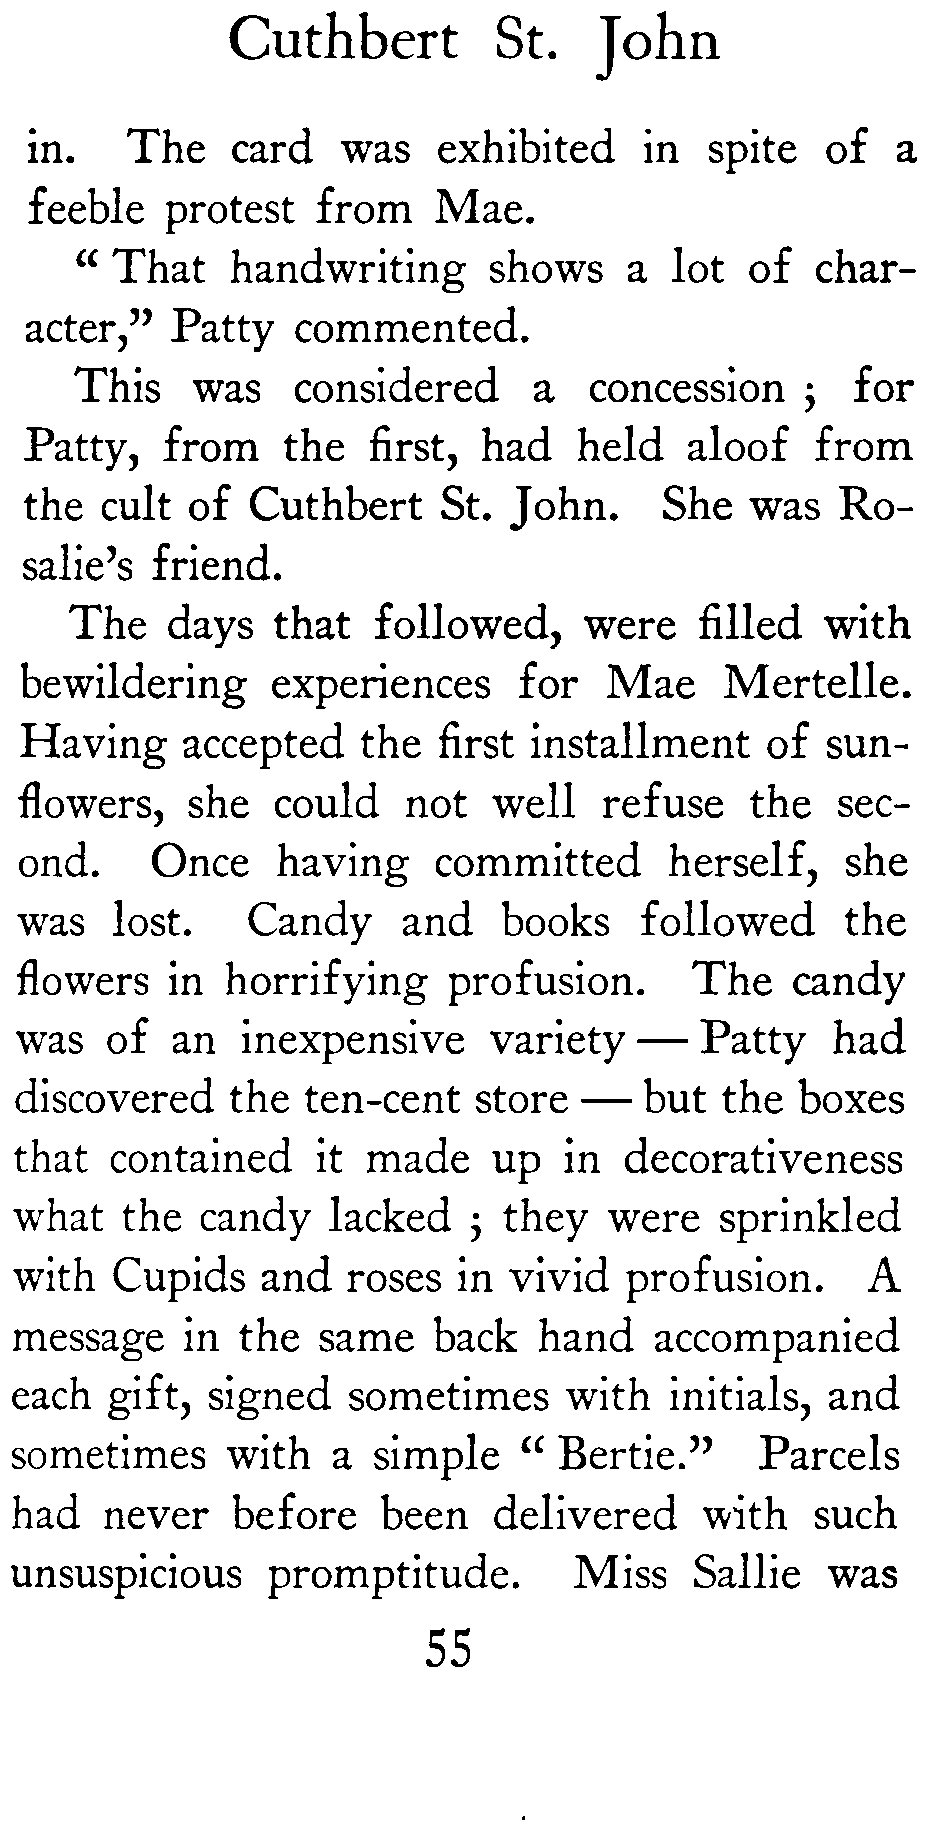 Cuthbert St. John
in. The card was exhibited in spite of a
feeble protest from Mae.
“ That handwriting shows a lot of char-
acter,” Patty commented.
This was considered a concession ; for
Patty, from the first, had held aloof from
the cult of Cuthbert St. John. She was Ro-
salie’s friend.
The days that followed, were filled with
bewildering experiences for Mae Mertelle.
Having accepted the first installment of sun-
flowers, she could not well refuse the sec-
ond. Once having committed herself, she
was lost. Candy and books followed the
flowers in horrifying profusion. The candy
was of an inexpensive variety — Patty had
discovered the ten-cent store — but the boxes
that contained it made up in decorativeness
what the candy lacked ; they were sprinkled
with Cupids and roses in vivid profusion. A
message in the same back hand accompanied
each gift, signed sometimes with initials, and
sometimes with a simple “ Bertie.” Parcels
had never before been delivered with such
unsuspicious promptitude. Miss Sallie was
55